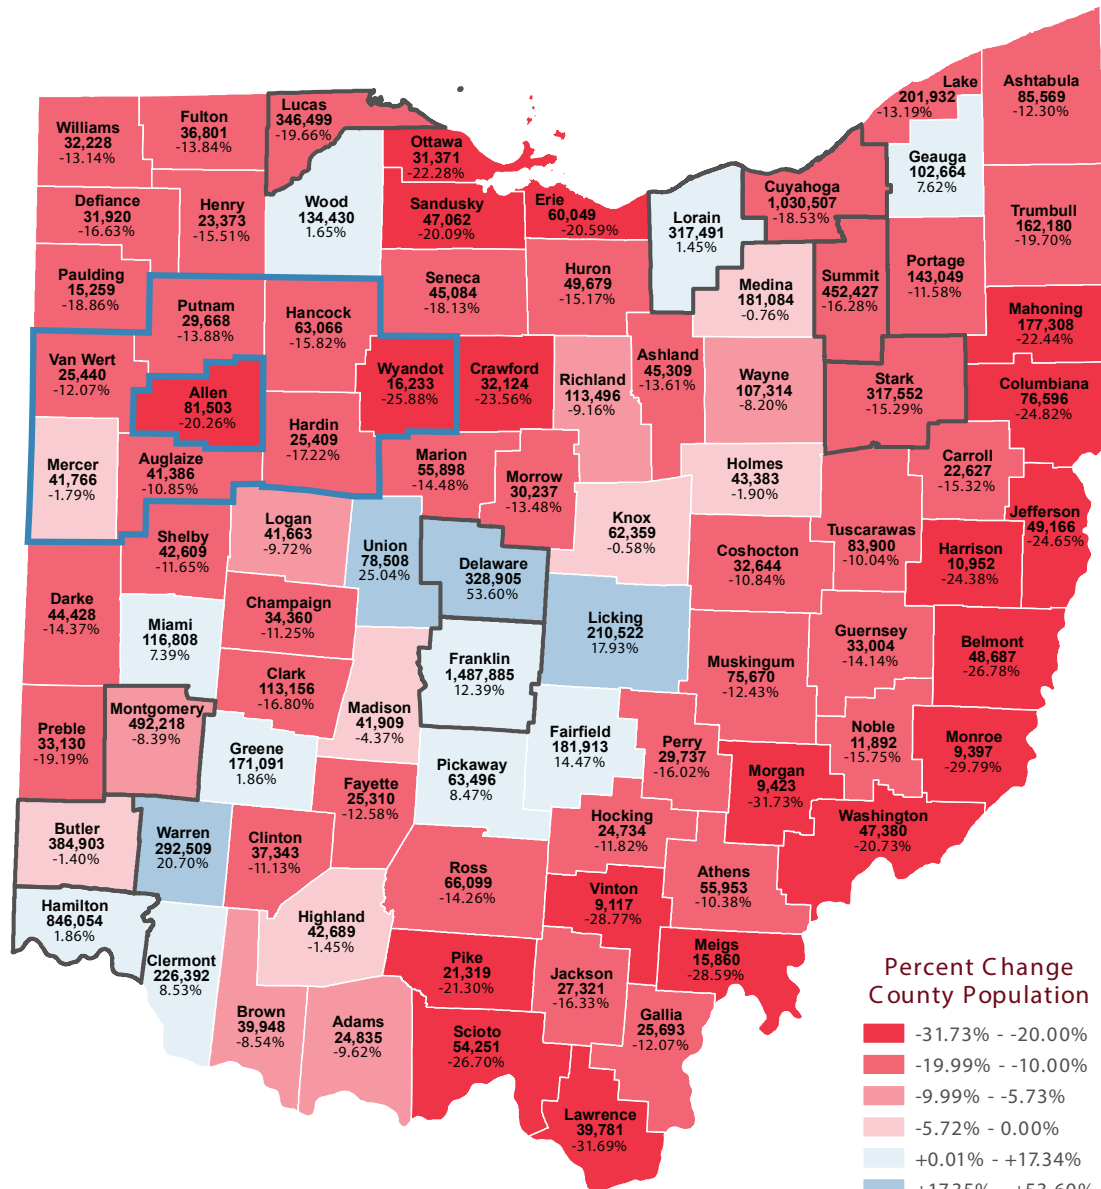 Lake
201,932
-13.19%
Ashtabula
85,569
-12.30%
Williams
32,228
-13.14%
Fulton
36,801
-13.84%
Lucas
346,499
-19.66%
Ottawa
31,371
-22.28%
Geauga
102,664
7.62%
Cuyahoga
1,030,507
-18.53%
Defiance
31,920
-16.63%
Henry
23,373
-15.51%
Wood
134,430
1.65%
Sandusky
47,062
-20.09%
Erie
60,049
-20.59%
Lorain
317,491
1.45%
Trumbull
162,180
-19.70%
Paulding
15,259
-18.86%
Seneca
45,084
-18.13%
Huron
49,679
-15.17%
Medina
181,084
-0.76%
Summit
452,427
-16.28%
Portage
143,049
-11.58%
Putnam
29,668
-13.88%
Hancock
63,066
-15.82%
Mahoning
177,308
-22.44%
Van Wert
25,440
-12.07%
Allen
81,503
-20.26%
Wyandot
16,233
-25.88%
Crawford
32,124
-23.56%
Richland
113,496
-9.16%
Ashland
45,309
-13.61%
Wayne
107,314
-8.20%
Stark
317,552
-15.29%
Columbiana
76,596
-24.82%
Hardin
25,409
-17.22%
Mercer
41,766
-1.79%
Auglaize
41,386
-10.85%
Marion
55,898
-14.48%
Morrow
30,237
-13.48%
Holmes
43,383
-1.90%
Carroll
22,627
-15.32%
Knox
62,359
-0.58%
Jefferson
49,166
-24.65%
Shelby
42,609
-11.65%
Logan
41,663
-9.72%
Union
78,508
25.04%
Delaware
328,905
53.60%
Coshocton
32,644
-10.84%
Tuscarawas
83,900
-10.04%
Harrison
10,952
-24.38%
Darke
44,428
-14.37%
Miami
116,808
7.39%
Champaign
34,360
-11.25%
Licking
210,522
17.93%
Guernsey
33,004
-14.14%
Belmont
48,687
-26.78%
Clark
113,156
-16.80%
Franklin
1,487,885
12.39%
Muskingum
75,670
-12.43%
Preble
33,130
-19.19%
Montgomery
492,218
-8.39%
Madison
41,909
-4.37%
Greene
171,091
1.86%
Fairfield
181,913
14.47%
Perry
29,737
-16.02%
Noble
11,892
-15.75%
Monroe
9,397
-29.79%
Pickaway
63,496
8.47%
Fayette
25,310
-12.58%
Morgan
9,423
-31.73%
Butler
384,903
-1.40%
Warren
292,509
20.70%
Clinton
37,343
-11.13%
Hocking
24,734
-11.82%
Washington
47,380
-20.73%
Ross
66,099
-14.26%
Athens
55,953
-10.38%
Vinton
9,117
-28.77%
Hamilton
846,054
1.86%
Highland
42,689
-1.45%
Clermont
226,392
8.53%
Pike
21,319
-21.30%
Jackson
27,321
-16.33%
Meigs
15,860
-28.59%
Brown
39,948
-8.54%
Adams
24,835
-9.62%
Scioto
54,251
-26.70%
Gallia
25,693
-12.07%
Lawrence
39,781
-31.69%
Percent Change
County Population
-31.73% - -20.00%
-19.99% - -10.00%
-9.99% - -5.73%
-5.72% - 0.00%
+0.01% - +17.34%
+17.35% - +53.60%